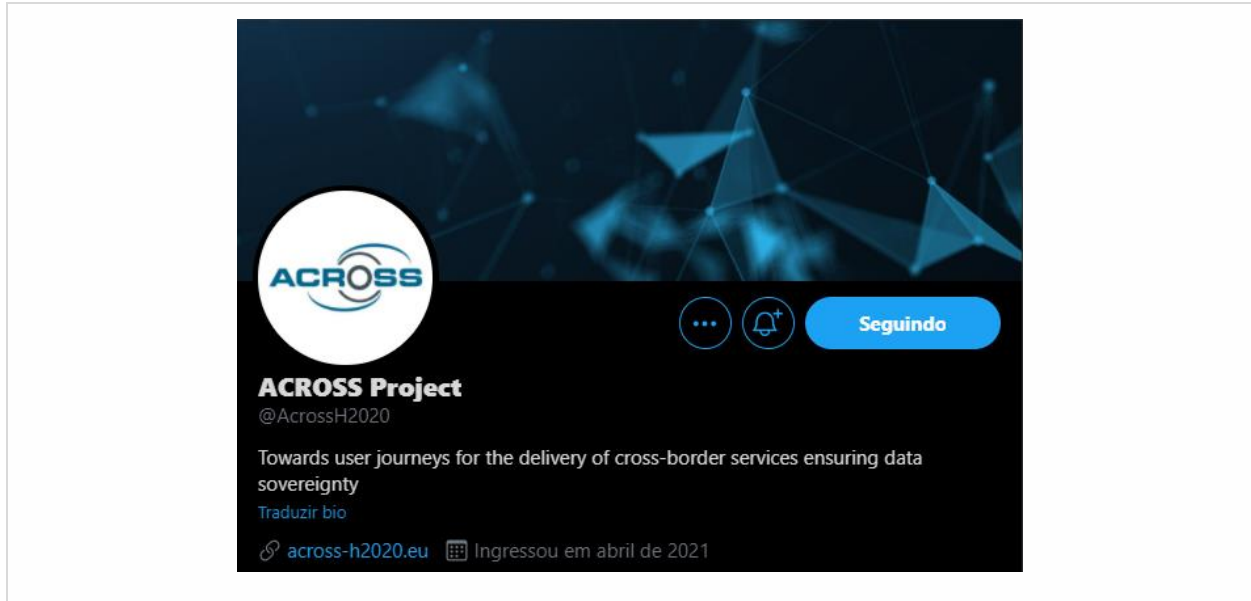 ACROSS
Seguindo
ACROSS Project
@AcrossH2020
Towards user journeys for the delivery of cross-border services ensuring data
sovereignty
Traduzir bio
across-h2020.eu Ingressou em abril de 2021